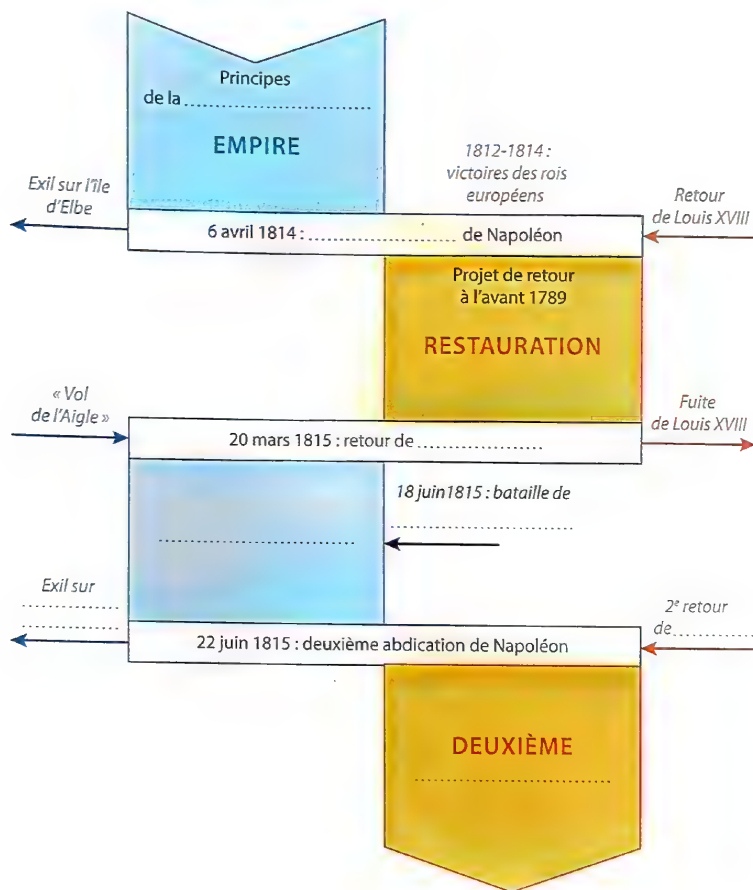 Principes
de la ..............................
EMPIRE
1812-1814 :
victoires des rois
européens
Exil sur l'île
d'Elbe
Retour
de Louis XVIII
6 avril 1814 : .............................. de Napoléon
Projet de retour
à l'avant 1789
RESTAURATION
« Vol
de l'Aigle »
Fuite
de Louis XVIII
20 mars 1815 : retour de ......................
18 juin1815 : bataille de
..............................
..............................
Exil sur
................
................
2e retour
de ..............
22 juin 1815 : deuxième abdication de Napoléon
DEUXIÈME
..............................